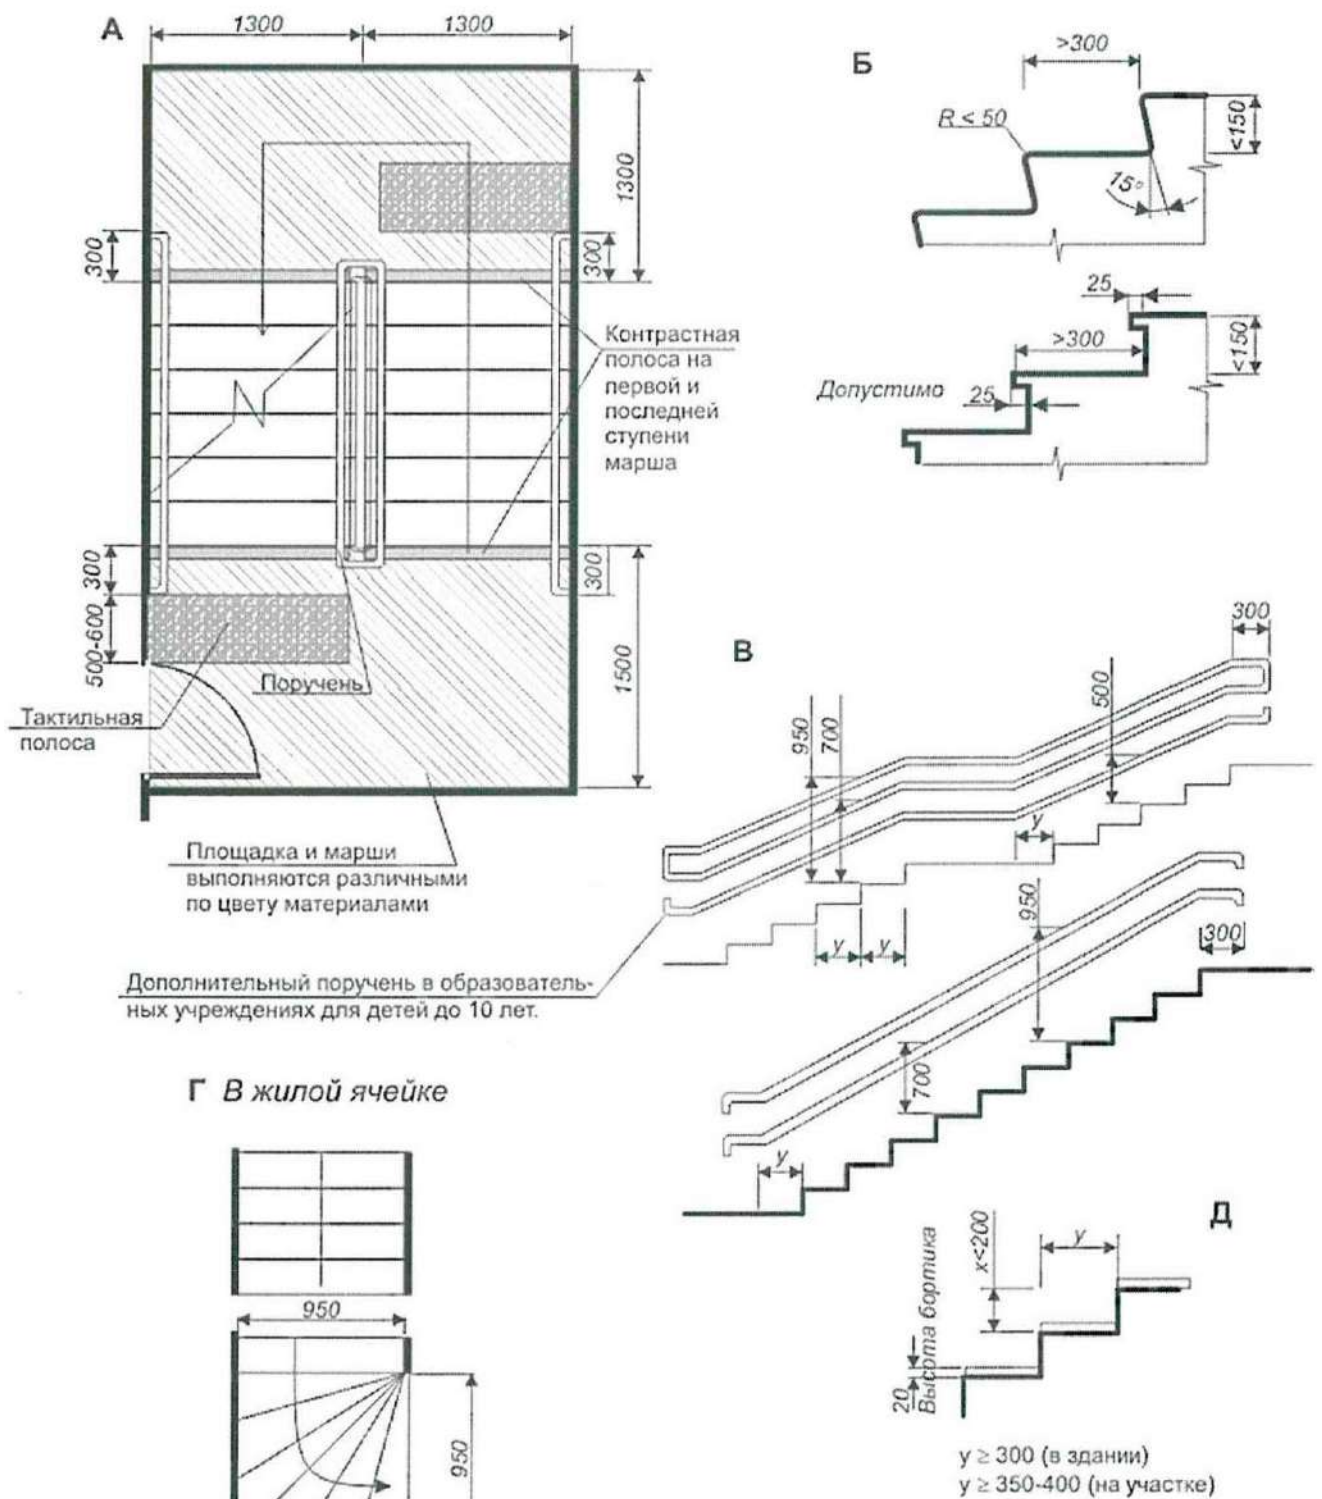 А
1300
1300
1300
300
300
Контрастная
полоса на
первой и
последней
ступени
марша
300
300
500-600
1500
Поручень
Тактильная
полоса
Площадка и марши
выполняются различными
по цвету материалами
Дополнительный поручень в образователь-
ных учреждениях для детей до 10 лет.
Б
>300
R < 50
<150
15°
25
>300
<150
Допустимо
25
В
300
500
950
700
y
y
y
950
300
700
y
Г В жилой ячейке
950
950
Д
x<200
y
Высота бортика
20
y ≥ 300 (в здании)
y ≥ 350-400 (на участке)